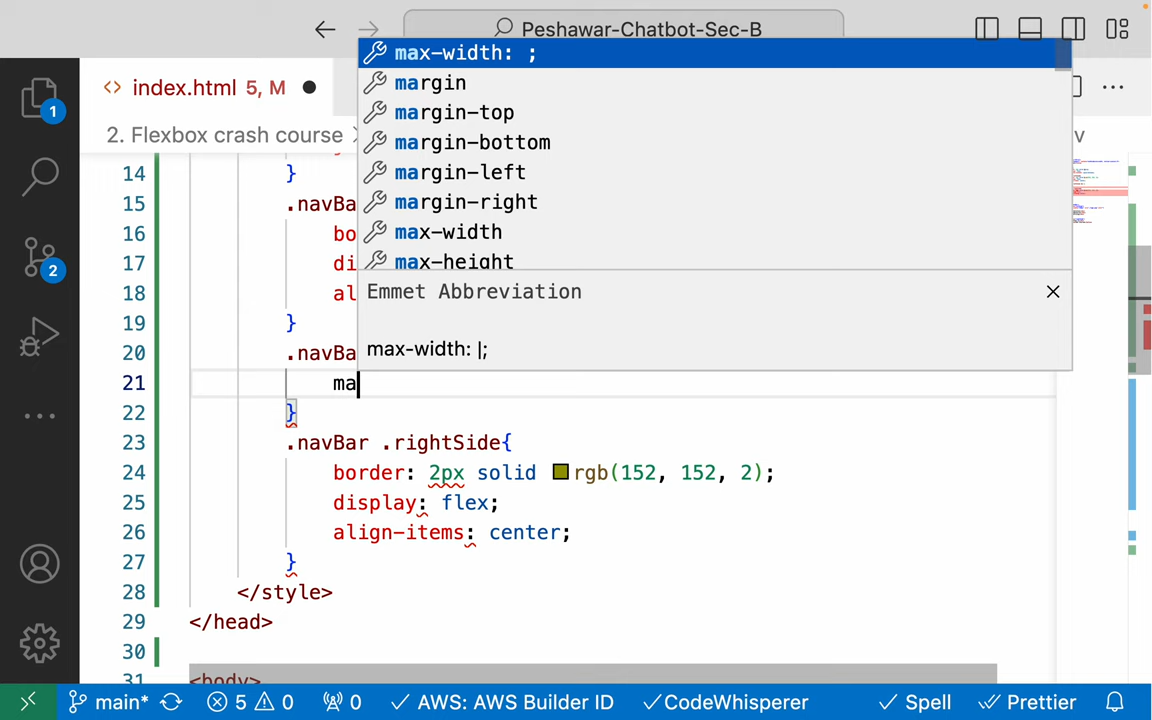 Peshawar-Chatbot-Sec-B
index.html 5, M
2. Flexbox crash course
max-width: ;
margin
margin-top
margin-bottom
margin-left
margin-right
max-width
max-height
Emmet Abbreviation
max-width: |;
1
2
14 }
15 .navBa
16 bo
17 di
18 al
19 }
20 .navBa
21 ma
22 }
23 .navBar .rightSide{
24 border: 2px solid rgb(152, 152, 2);
25 display: flex;
26 align-items: center;
27 }
28 </style>
29 </head>
30
31 <body>
main* 5 0 0 AWS: AWS Builder ID CodeWhisperer Spell Prettier